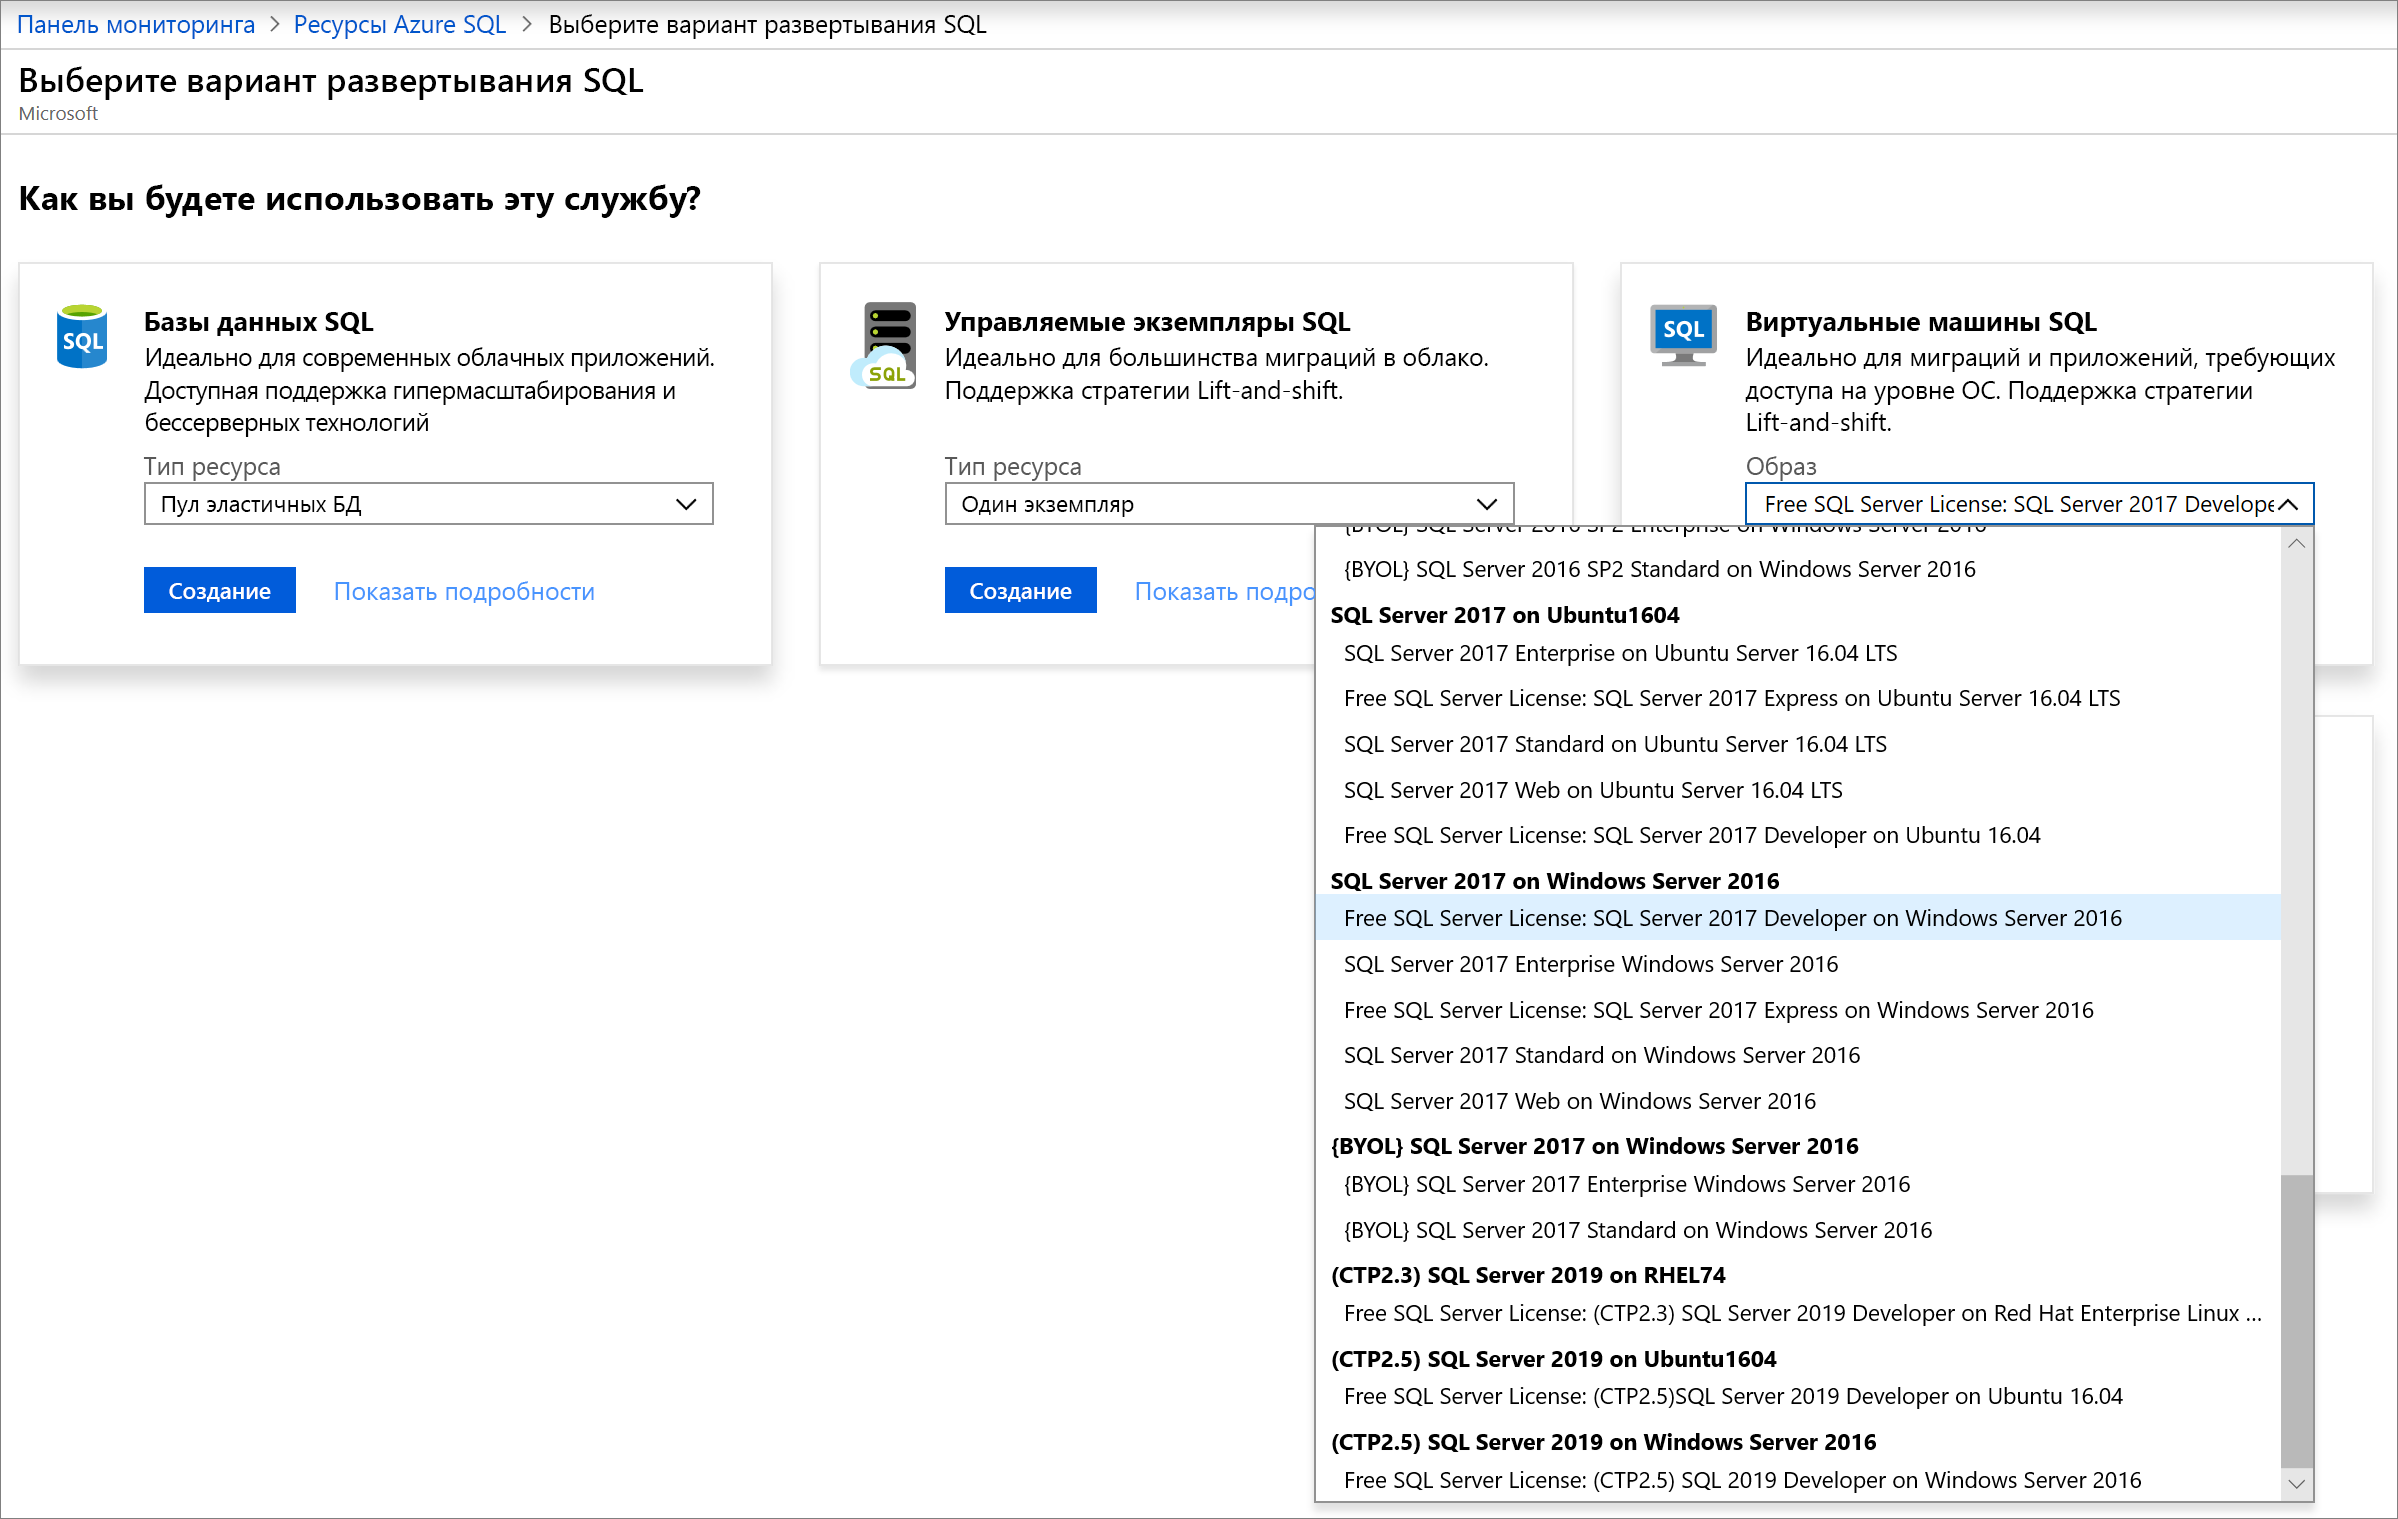 Панель мониторинга > Ресурсы Azure SQL > Выберите вариант развертывания SQL
Выберите вариант развертывания SQL
Microsoft
Как вы будете использовать эту службу?
SQL
Базы данных SQL
Идеально для современных облачных приложений.
Доступная поддержка гипермасштабирования и
бессерверных технологий
Тип ресурса
Пул эластичных БД
Создание
Показать подробности
SQL
Управляемые экземпляры SQL
Идеально для большинства миграций в облако.
Поддержка стратегии Lift-and-shift.
Тип ресурса
Один экземпляр
Создание
Показать подро
SQL
Виртуальные машины SQL
Идеально для миграций и приложений, требующих
доступа на уровне ОС. Поддержка стратегии
Lift-and-shift.
Образ
Free SQL Server License: SQL Server 2017 Develope
{BYOL} SQL Server 2016 SP2 Enterprise on Windows Server 2016
{BYOL} SQL Server 2016 SP2 Standard on Windows Server 2016
SQL Server 2017 on Ubuntu1604
SQL Server 2017 Enterprise on Ubuntu Server 16.04 LTS
Free SQL Server License: SQL Server 2017 Express on Ubuntu Server 16.04 LTS
SQL Server 2017 Standard on Ubuntu Server 16.04 LTS
SQL Server 2017 Web on Ubuntu Server 16.04 LTS
Free SQL Server License: SQL Server 2017 Developer on Ubuntu 16.04
SQL Server 2017 on Windows Server 2016
Free SQL Server License: SQL Server 2017 Developer on Windows Server 2016
SQL Server 2017 Enterprise Windows Server 2016
Free SQL Server License: SQL Server 2017 Express on Windows Server 2016
SQL Server 2017 Standard on Windows Server 2016
SQL Server 2017 Web on Windows Server 2016
{BYOL} SQL Server 2017 on Windows Server 2016
{BYOL} SQL Server 2017 Enterprise Windows Server 2016
{BYOL} SQL Server 2017 Standard on Windows Server 2016
(CTP2.3) SQL Server 2019 on RHEL74
Free SQL Server License: (CTP2.3) SQL Server 2019 Developer on Red Hat Enterprise Linux ...
(CTP2.5) SQL Server 2019 on Ubuntu1604
Free SQL Server License: (CTP2.5)SQL Server 2019 Developer on Ubuntu 16.04
(CTP2.5) SQL Server 2019 on Windows Server 2016
Free SQL Server License: (CTP2.5) SQL 2019 Developer on Windows Server 2016